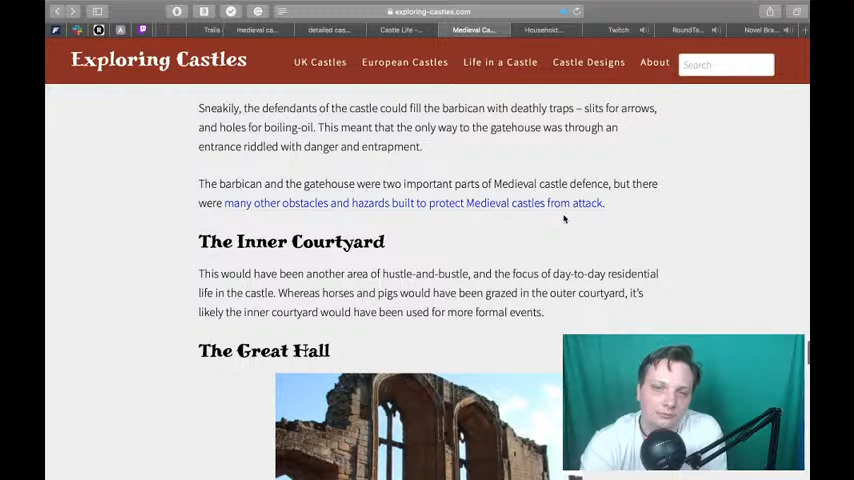 exploring-castles.com
Trails
medieval ca...
detailed cas...
Castle Life -...
Medieval Ca...
Household...
Twitch
RoundTa...
Novel Bra...
Exploring Castles
UK Castles
European Castles
Life in a Castle
Castle Designs
About
Search
Sneakily, the defendants of the castle could fill the barbican with deathly traps – slits for arrows,
and holes for boiling-oil. This meant that the only way to the gatehouse was through an
entrance riddled with danger and entrapment.
The barbican and the gatehouse were two important parts of Medieval castle defence, but there
were many other obstacles and hazards built to protect Medieval castles from attack.
The Inner Courtyard
This would have been another area of hustle-and-bustle, and the focus of day-to-day residential
life in the castle. Whereas horses and pigs would have been grazed in the outer courtyard, it's
likely the inner courtyard would have been used for more formal events.
The Great Hall